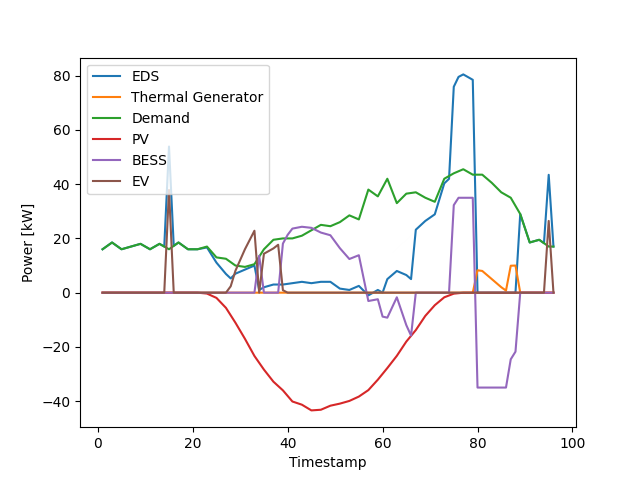 EDS
Thermal Generator
Demand
PV
BESS
EV
80
60
40
20
0
−20
−40
Power [kW]
0 20 40 60 80 100
Timestamp